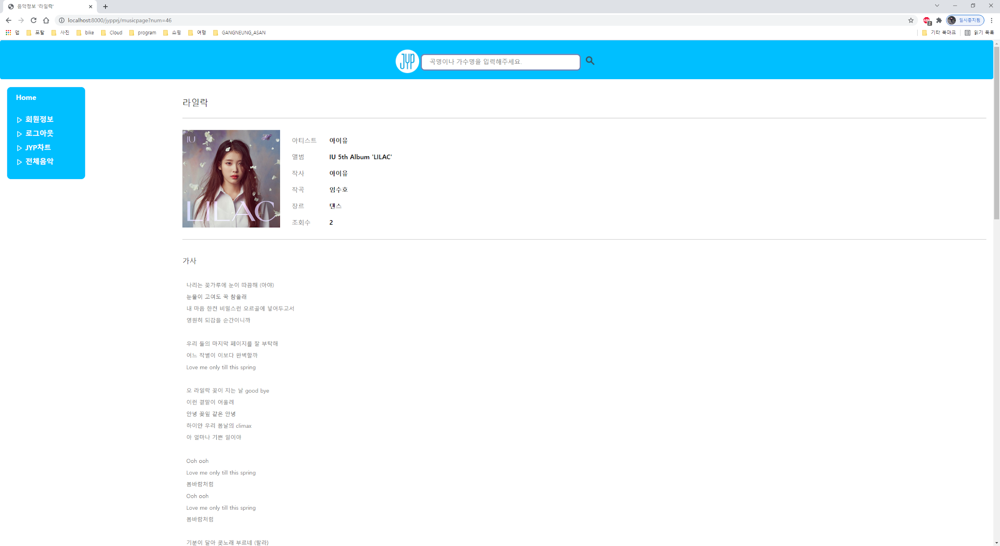 음악정보 '라일락'
localhost:8000/jypprj/musicpage?num=46
ABP
2
일시중지됨
앱
포탈
사진
bike
Cloud
program
쇼핑
여행
GANGNEUNG_ASAN
기타 북마크
읽기 목록
JYP
곡명이나 가수명을 입력해주세요.
Home
▷ 회원정보
▷ 로그아웃
▷ JYP차트
▷ 전체음악
라일락
IU
LILAC
아티스트 아이유
앨범 IU 5th Album 'LILAC'
작사 아이유
작곡 임수호
장르 댄스
조회수 2
가사
나리는 꽃가루에 눈이 따끔해 (아야)
눈물이 고여도 꾹 참을래
내 마음 한켠 비밀스런 오르골에 넣어두고서
영원히 되감을 순간이니까
우리 둘의 마지막 페이지를 잘 부탁해
어느 작별이 이보다 완벽할까
Love me only till this spring
오 라일락 꽃이 지는 날 good bye
이런 결말이 어울려
안녕 꽃잎 같은 안녕
하이얀 우리 봄날의 climax
아 얼마나 기쁜 일이야
Ooh ooh
Love me only till this spring
봄바람처럼
Ooh ooh
Love me only till this spring
봄바람처럼
기분이 달아 콧노래 부르네 (랄라)